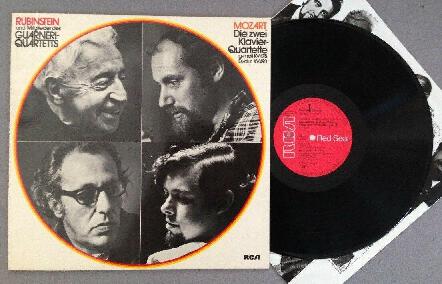 RUBINSTEIN
und Mitglieder des
GUARNERI-
QUARTETTS
MOZART
Die zwei
Klavier-
Quartette
RCA
RCA
Red Seal